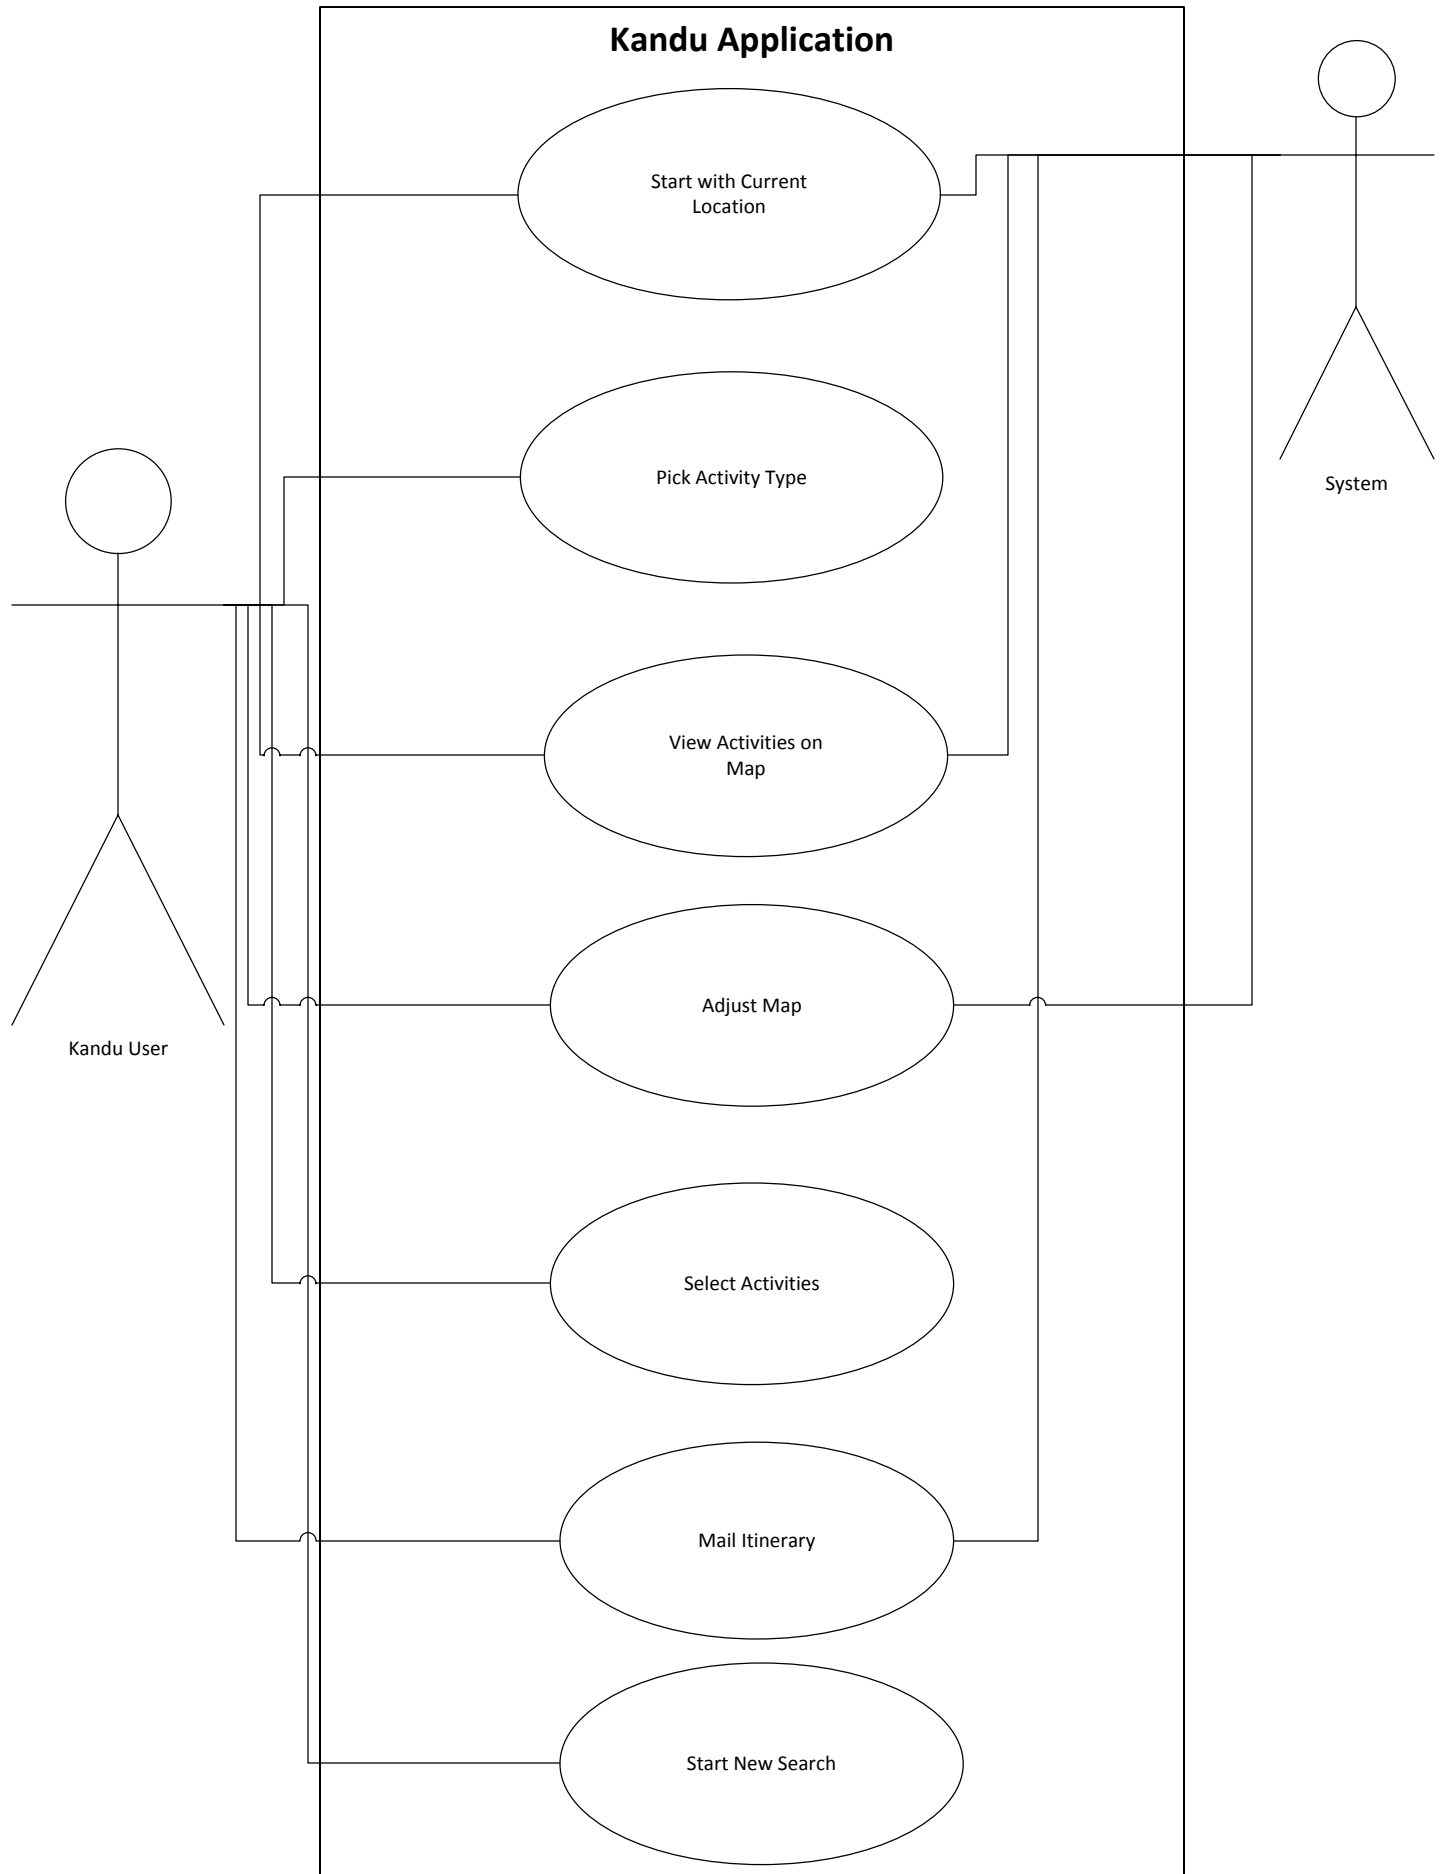 Kandu Application
Start with Current
Location
Pick Activity Type
System
View Activities on
Map
Adjust Map
Kandu User
Select Activities
Mail Itinerary
Start New Search